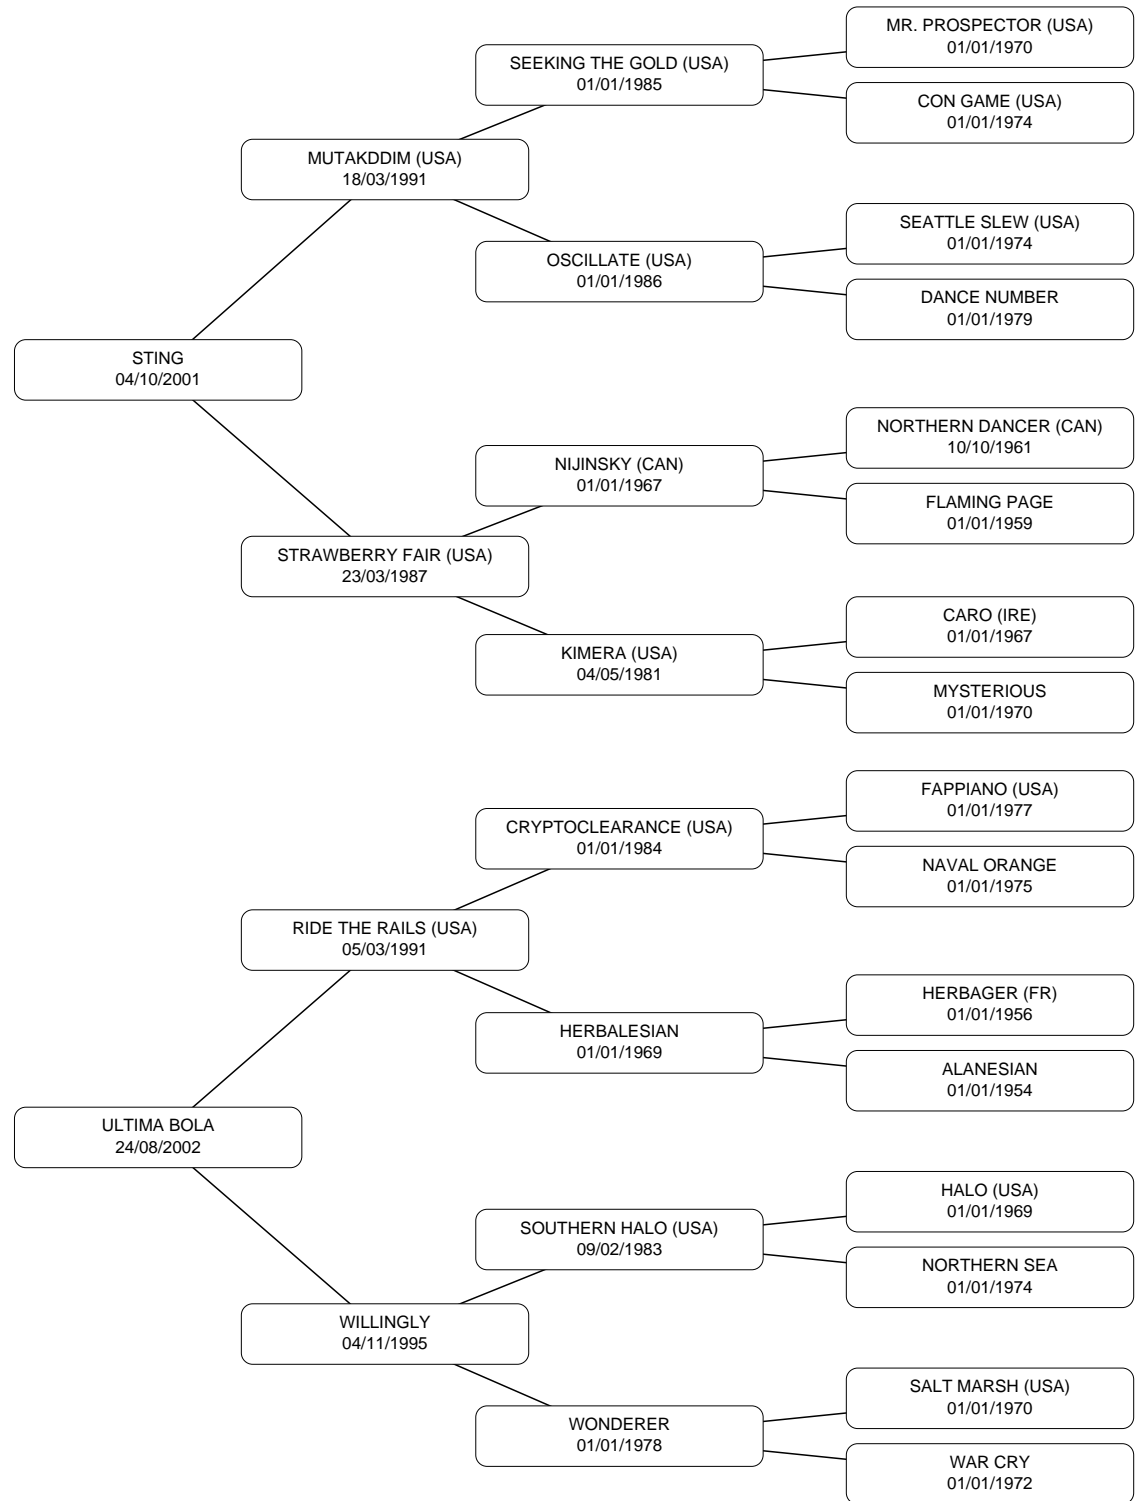 MR. PROSPECTOR (USA)
01/01/1970
SEEKING THE GOLD (USA)
01/01/1985
CON GAME (USA)
01/01/1974
MUTAKDDIM (USA)
18/03/1991
SEATTLE SLEW (USA)
01/01/1974
OSCILLATE (USA)
01/01/1986
DANCE NUMBER
01/01/1979
STING
04/10/2001
NORTHERN DANCER (CAN)
10/10/1961
NIJINSKY (CAN)
01/01/1967
FLAMING PAGE
01/01/1959
STRAWBERRY FAIR (USA)
23/03/1987
CARO (IRE)
01/01/1967
KIMERA (USA)
04/05/1981
MYSTERIOUS
01/01/1970
FAPPIANO (USA)
01/01/1977
CRYPTOCLEARANCE (USA)
01/01/1984
NAVAL ORANGE
01/01/1975
RIDE THE RAILS (USA)
05/03/1991
HERBAGER (FR)
01/01/1956
HERBALESIAN
01/01/1969
ALANESIAN
01/01/1954
ULTIMA BOLA
24/08/2002
HALO (USA)
01/01/1969
SOUTHERN HALO (USA)
09/02/1983
NORTHERN SEA
01/01/1974
WILLINGLY
04/11/1995
SALT MARSH (USA)
01/01/1970
WONDERER
01/01/1978
WAR CRY
01/01/1972